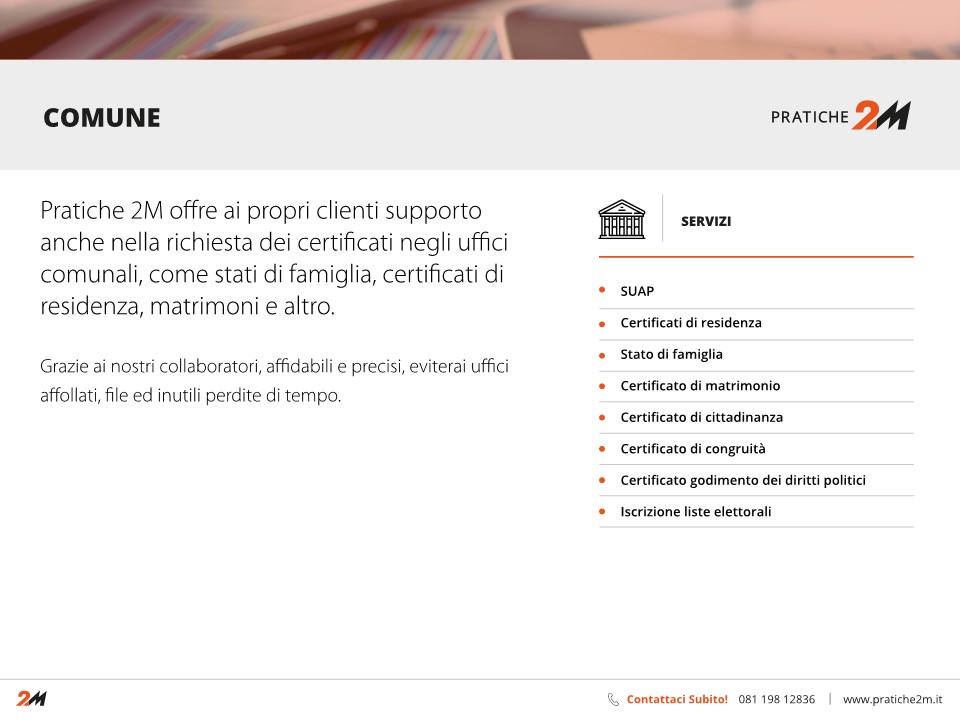 COMUNE
PRATICHE 2M
Pratiche 2M offre ai propri clienti supporto
anche nella richiesta dei certificati negli uffici
comunali, come stati di famiglia, certificati di
residenza, matrimoni e altro.
Grazie ai nostri collaboratori, affidabili e precisi, eviterai uffici
affollati, file ed inutili perdite di tempo.
SERVIZI
SUAP
Certificati di residenza
Stato di famiglia
Certificato di matrimonio
Certificato di cittadinanza
Certificato di congruità
Certificato godimento dei diritti politici
Iscrizione liste elettorali
2M
Contattaci Subito! 081 198 12836 | www.pratiche2m.it